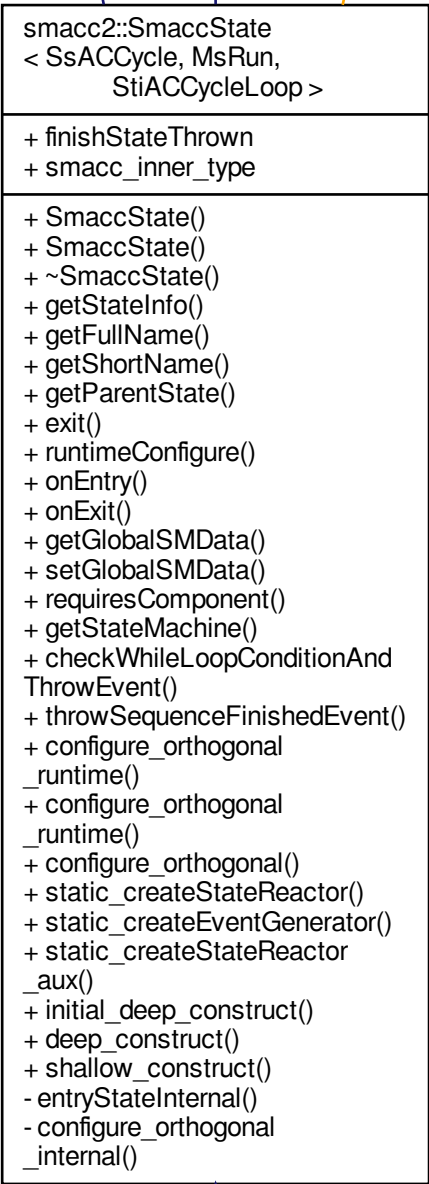 smacc2::SmaccState
< SsACCycle, MsRun,
StiACCycleLoop >
+ finishStateThrown
+ smacc_inner_type
+ SmaccState()
+ SmaccState()
+ ~SmaccState()
+ getStateInfo()
+ getFullName()
+ getShortName()
+ getParentState()
+ exit()
+ runtimeConfigure()
+ onEntry()
+ onExit()
+ getGlobalSMData()
+ setGlobalSMData()
+ requiresComponent()
+ getStateMachine()
+ checkWhileLoopConditionAnd
ThrowEvent()
+ throwSequenceFinishedEvent()
+ configure_orthogonal
_runtime()
+ configure_orthogonal
_runtime()
+ configure_orthogonal()
+ static_createStateReactor()
+ static_createEventGenerator()
+ static_createStateReactor
_aux()
+ initial_deep_construct()
+ deep_construct()
+ shallow_construct()
- entryStateInternal()
- configure_orthogonal
_internal()